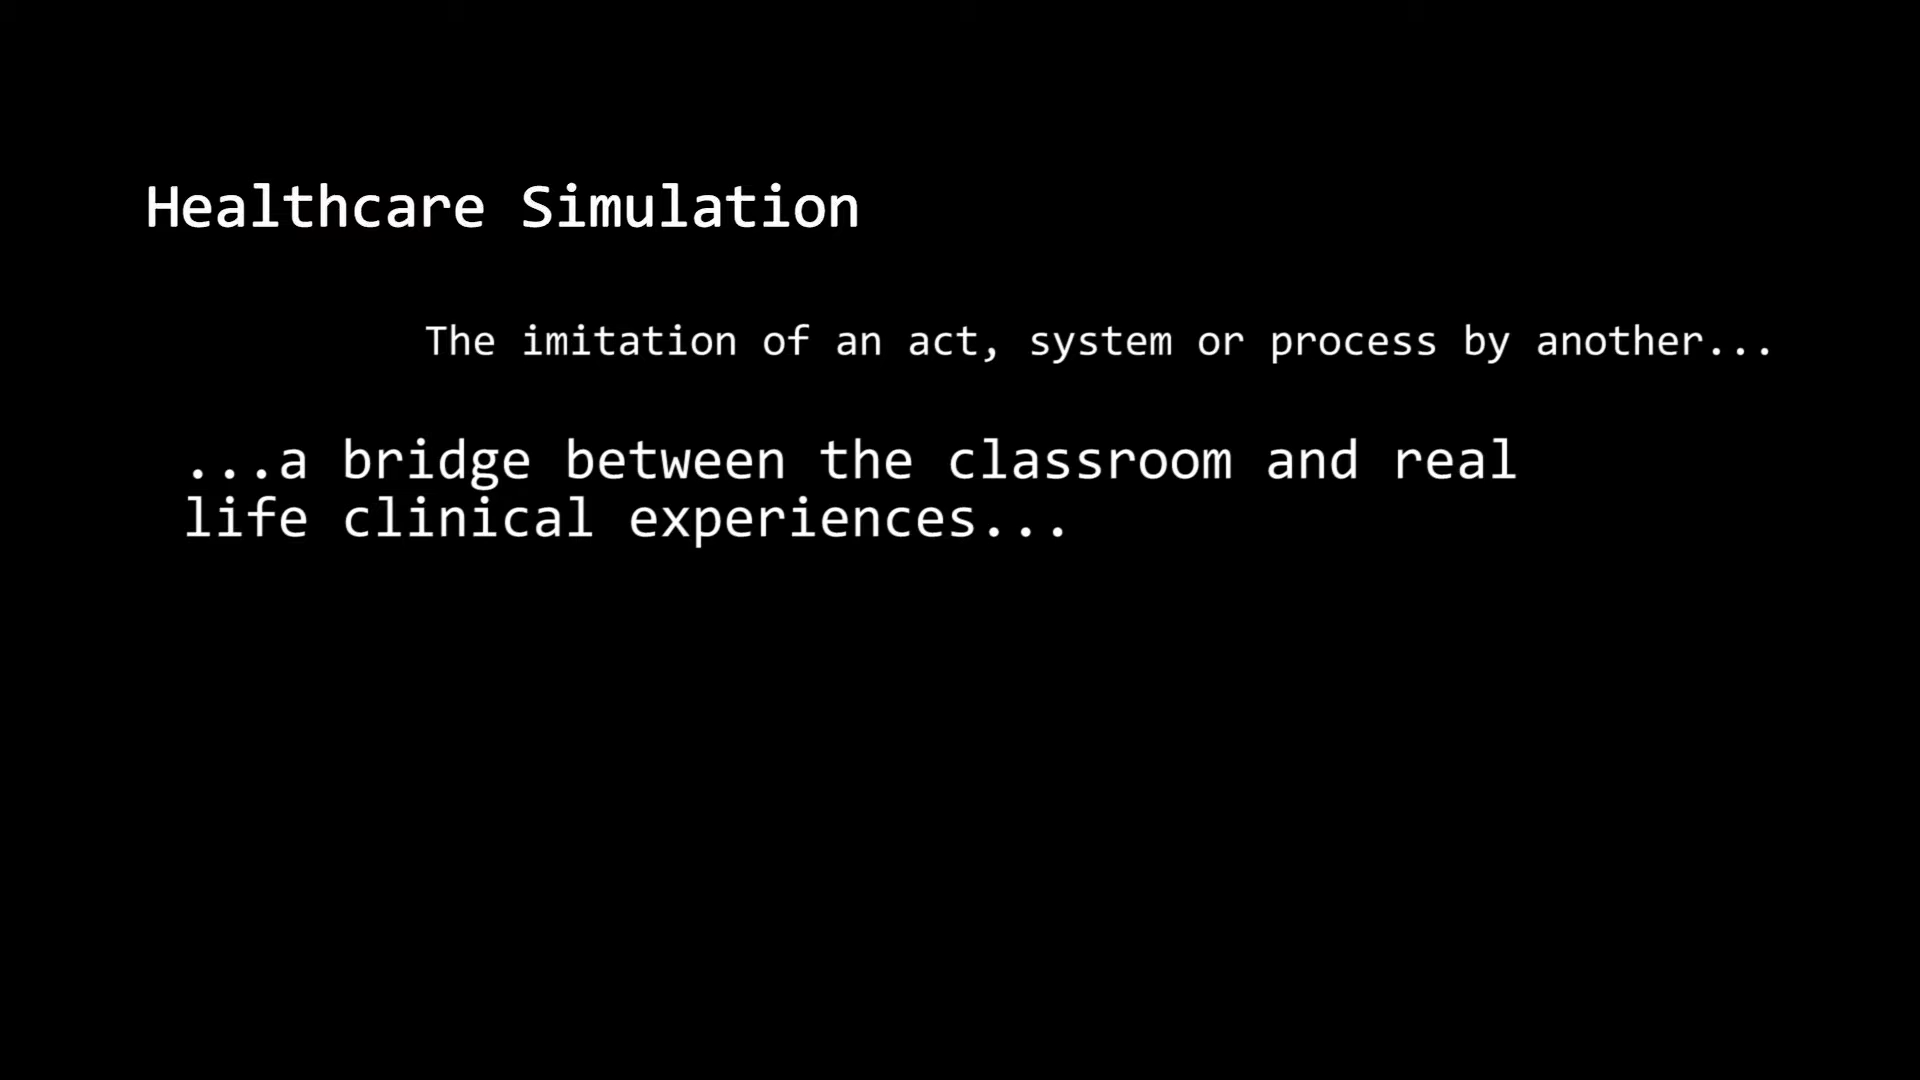 Healthcare Simulation
The imitation of an act, system or process by another...
...a bridge between the classroom and real
life clinical experiences...